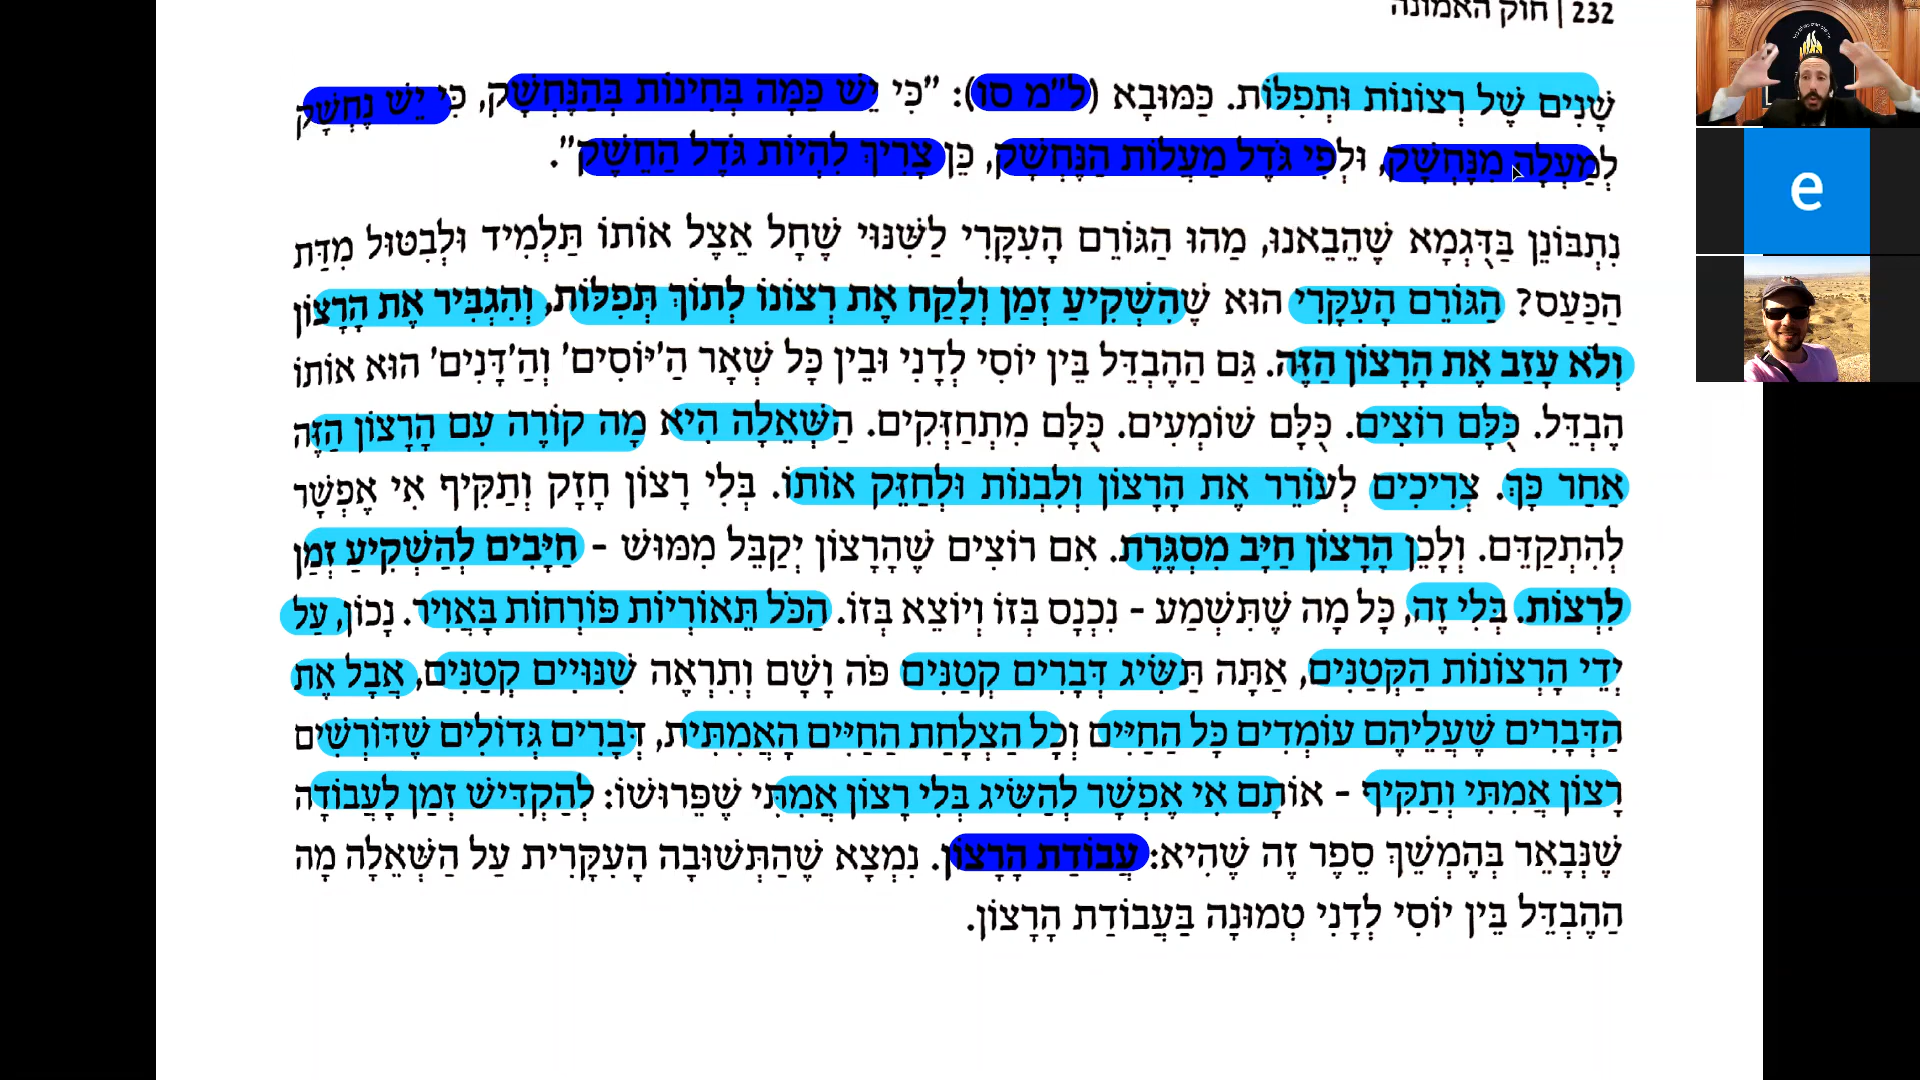 232 | חוק האמונה
שָׁנִים שֶׁל רְצוֹנוֹת וּתְפִלּוֹת. כַּמּוּבָא (ל"מ סו): "כִּי יֵשׁ כַּמָּה בְּחִינוֹת בְּהַנֶּחְשָׁק, כִּי יֵשׁ נֶחְשָׁק
לְמַעְלָה מִנֶּחְשָׁק, וּלְפִי גֹּדֶל מַעֲלוֹת הַנֶּחְשָׁק, כֵּן צָרִיךְ לִהְיוֹת גֹּדֶל הַחֵשֶׁק".
נִתְבּוֹנֵן בַּדֻּגְמָא שֶׁהֵבֵאנוּ, מַהוּ הַגּוֹרֵם הָעִקָּרִי לַשִּׁנּוּי שֶׁחָל אֵצֶל אוֹתוֹ תַּלְמִיד וּלְבִטּוּל מִדַּת
הַכַּעַס? הַגּוֹרֵם הָעִקָּרִי הוּא שֶׁהִשְׁקִיעַ זְמַן וְלָקַח אֶת רְצוֹנוֹ לְתוֹךְ תְּפִלּוֹת, וְהִגְבִּיר אֶת הָרָצוֹן
וְלֹא עָזַב אֶת הָרָצוֹן הַזֶּה. גַּם הַהֶבְדֵּל בֵּין יוֹסִי לְדָנִי וּבֵין כָּל שְׁאָר הַ'יּוֹסִים' וְהַ'דָּנִים' הוּא אוֹתוֹ
הֶבְדֵּל. כֻּלָּם רוֹצִים. כֻּלָּם שׁוֹמְעִים. כֻּלָּם מִתְחַזְּקִים. הַשְּׁאֵלָה הִיא מָה קוֹרֶה עִם הָרָצוֹן הַזֶּה
אַחַר כָּךְ. צְרִיכִים לְעוֹרֵר אֶת הָרָצוֹן וְלִבְנוֹת וּלְחַזֵּק אוֹתוֹ. בְּלִי רָצוֹן חָזָק וְתַקִּיף אִי אֶפְשָׁר
לְהִתְקַדֵּם. וְלָכֵן הָרָצוֹן חַיָּב מִסְגֶּרֶת. אִם רוֹצִים שֶׁהָרָצוֹן יְקַבֵּל מִמּוּשׁ - חַיָּבִים לְהַשְׁקִיעַ זְמַן
לִרְצוֹת. בְּלִי זֶה, כָּל מָה שֶׁתִּשְׁמַע - נִכְנָס בְּזוֹ וְיוֹצֵא בְּזוֹ. הַכֹּל תֵּאוֹרְיוֹת פּוֹרְחוֹת בָּאֲוִיר. נָכוֹן, עַל
יְדֵי הָרְצוֹנוֹת הַקְּטַנִּים, אַתָּה תַּשִּׂיג דְּבָרִים קְטַנִּים פֹּה וָשָׁם וְתִרְאֶה שִׁנּוּיִים קְטַנִּים, אֲבָל אֶת
הַדְּבָרִים שֶׁעֲלֵיהֶם עוֹמְדִים כָּל הַחַיִּים וְכָל הַצְלָחַת הַחַיִּים הָאֲמִתִּית, דְּבָרִים גְּדוֹלִים שֶׁדּוֹרְשִׁים
רָצוֹן אֲמִתִּי וְתַקִּיף - אוֹתָם אִי אֶפְשָׁר לְהַשִּׂיג בְּלִי רָצוֹן אֲמִתִּי שֶׁפֵּרוּשׁוֹ: לְהַקְדִּישׁ זְמַן לָעֲבוֹדָה
שֶׁנְּבָאֵר בְּהֶמְשֵׁךְ סֵפֶר זֶה שֶׁהִיא: עֲבוֹדַת הָרָצוֹן. נִמְצָא שֶׁהַתְּשׁוּבָה הָעִקָּרִית עַל הַשְּׁאֵלָה מָה
הַהֶבְדֵּל בֵּין יוֹסִי לְדָנִי טְמוּנָה בַּעֲבוֹדַת הָרָצוֹן.
e